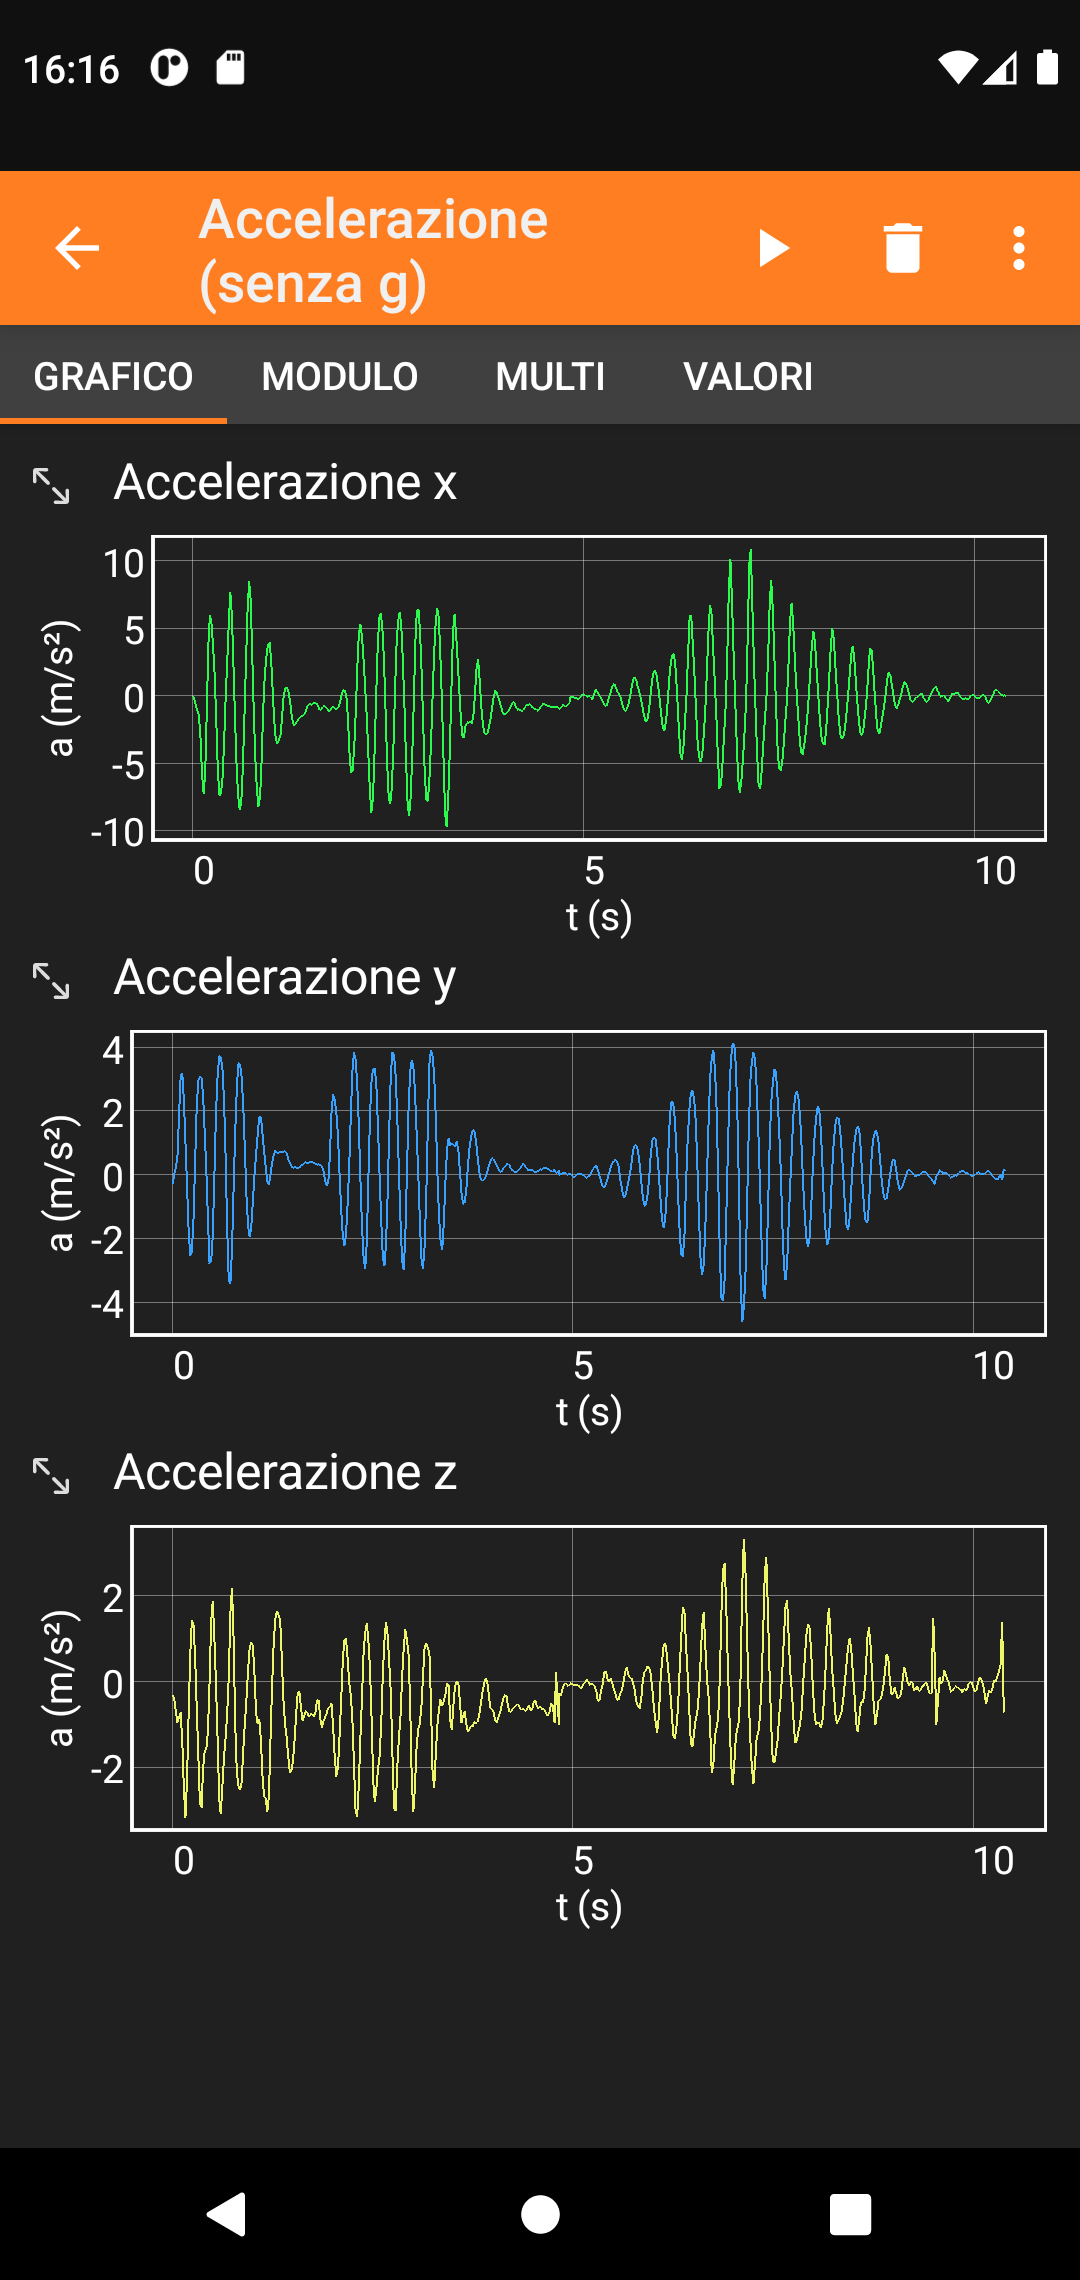 16:16
Accelerazione
(senza g)
GRAFICO MODULO MULTI VALORI
Accelerazione x
a (m/s²)
10
5
0
-5
-10
0 5 10
t (s)
Accelerazione y
a (m/s²)
4
2
0
-2
-4
0 5 10
t (s)
Accelerazione z
a (m/s²)
2
0
-2
0 5 10
t (s)